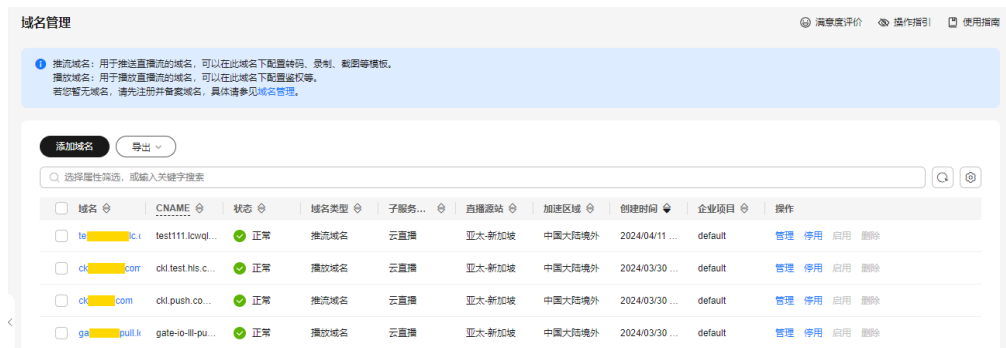 域名管理 满意度评价 操作指引 使用指南
推流域名：用于推送直播流的域名，可以在此域名下配置转码、录制、截图等模板。
播放域名：用于播放直播流的域名，可以在此域名下配置鉴权等。
若您暂无域名，请先注册并备案域名，具体请参见域名管理。
添加域名 导出
选择属性筛选，或输入关键字搜索
域名 CNAME 状态 域名类型 子服务... 直播源站 加速区域 创建时间 企业项目 操作
te lc.c test111.lcwql... 正常 推流域名 云直播 亚太-新加坡 中国大陆境外 2024/04/11 ... default 管理 停用 启用 删除
ck com ckl.test.hls.c... 正常 播放域名 云直播 亚太-新加坡 中国大陆境外 2024/03/30 ... default 管理 停用 启用 删除
ck com ckl.push.co... 正常 推流域名 云直播 亚太-新加坡 中国大陆境外 2024/03/30 ... default 管理 停用 启用 删除
ga pull.lc gate-io-lll-pu... 正常 播放域名 云直播 亚太-新加坡 中国大陆境外 2024/03/30 ... default 管理 停用 启用 删除